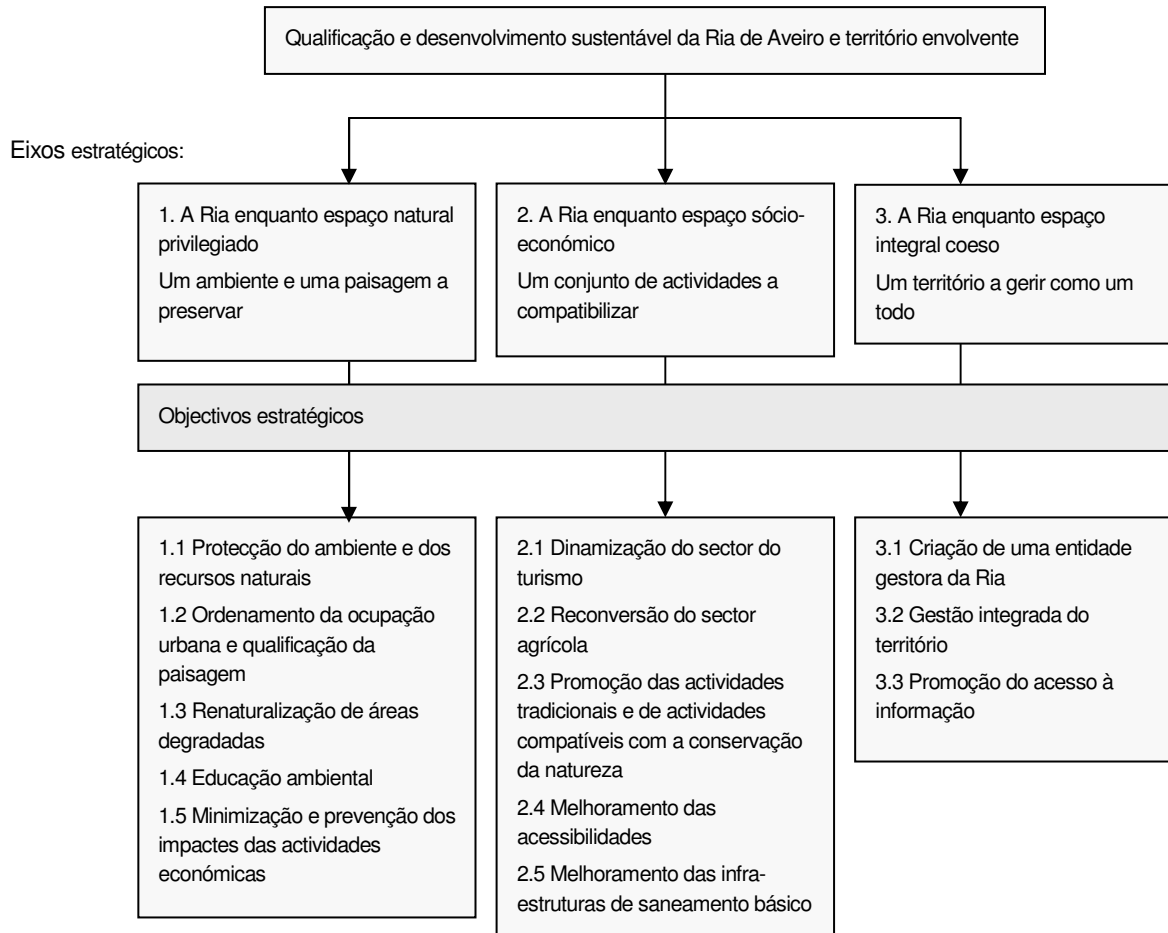 Qualificação e desenvolvimento sustentável da Ria de Aveiro e território envolvente
Eixos estratégicos:
1. A Ria enquanto espaço natural
privilegiado
Um ambiente e uma paisagem a
preservar
2. A Ria enquanto espaço sócio-
económico
Um conjunto de actividades a
compatibilizar
3. A Ria enquanto espaço
integral coeso
Um território a gerir como um
todo
Objectivos estratégicos
1.1 Protecção do ambiente e dos
recursos naturais
1.2 Ordenamento da ocupação
urbana e qualificação da
paisagem
1.3 Renaturalização de áreas
degradadas
1.4 Educação ambiental
1.5 Minimização e prevenção dos
impactes das actividades
económicas
2.1 Dinamização do sector do
turismo
2.2 Reconversão do sector
agrícola
2.3 Promoção das actividades
tradicionais e de actividades
compatíveis com a conservação
da natureza
2.4 Melhoramento das
acessibilidades
2.5 Melhoramento das infra-
estruturas de saneamento básico
3.1 Criação de uma entidade
gestora da Ria
3.2 Gestão integrada do
território
3.3 Promoção do acesso à
informação